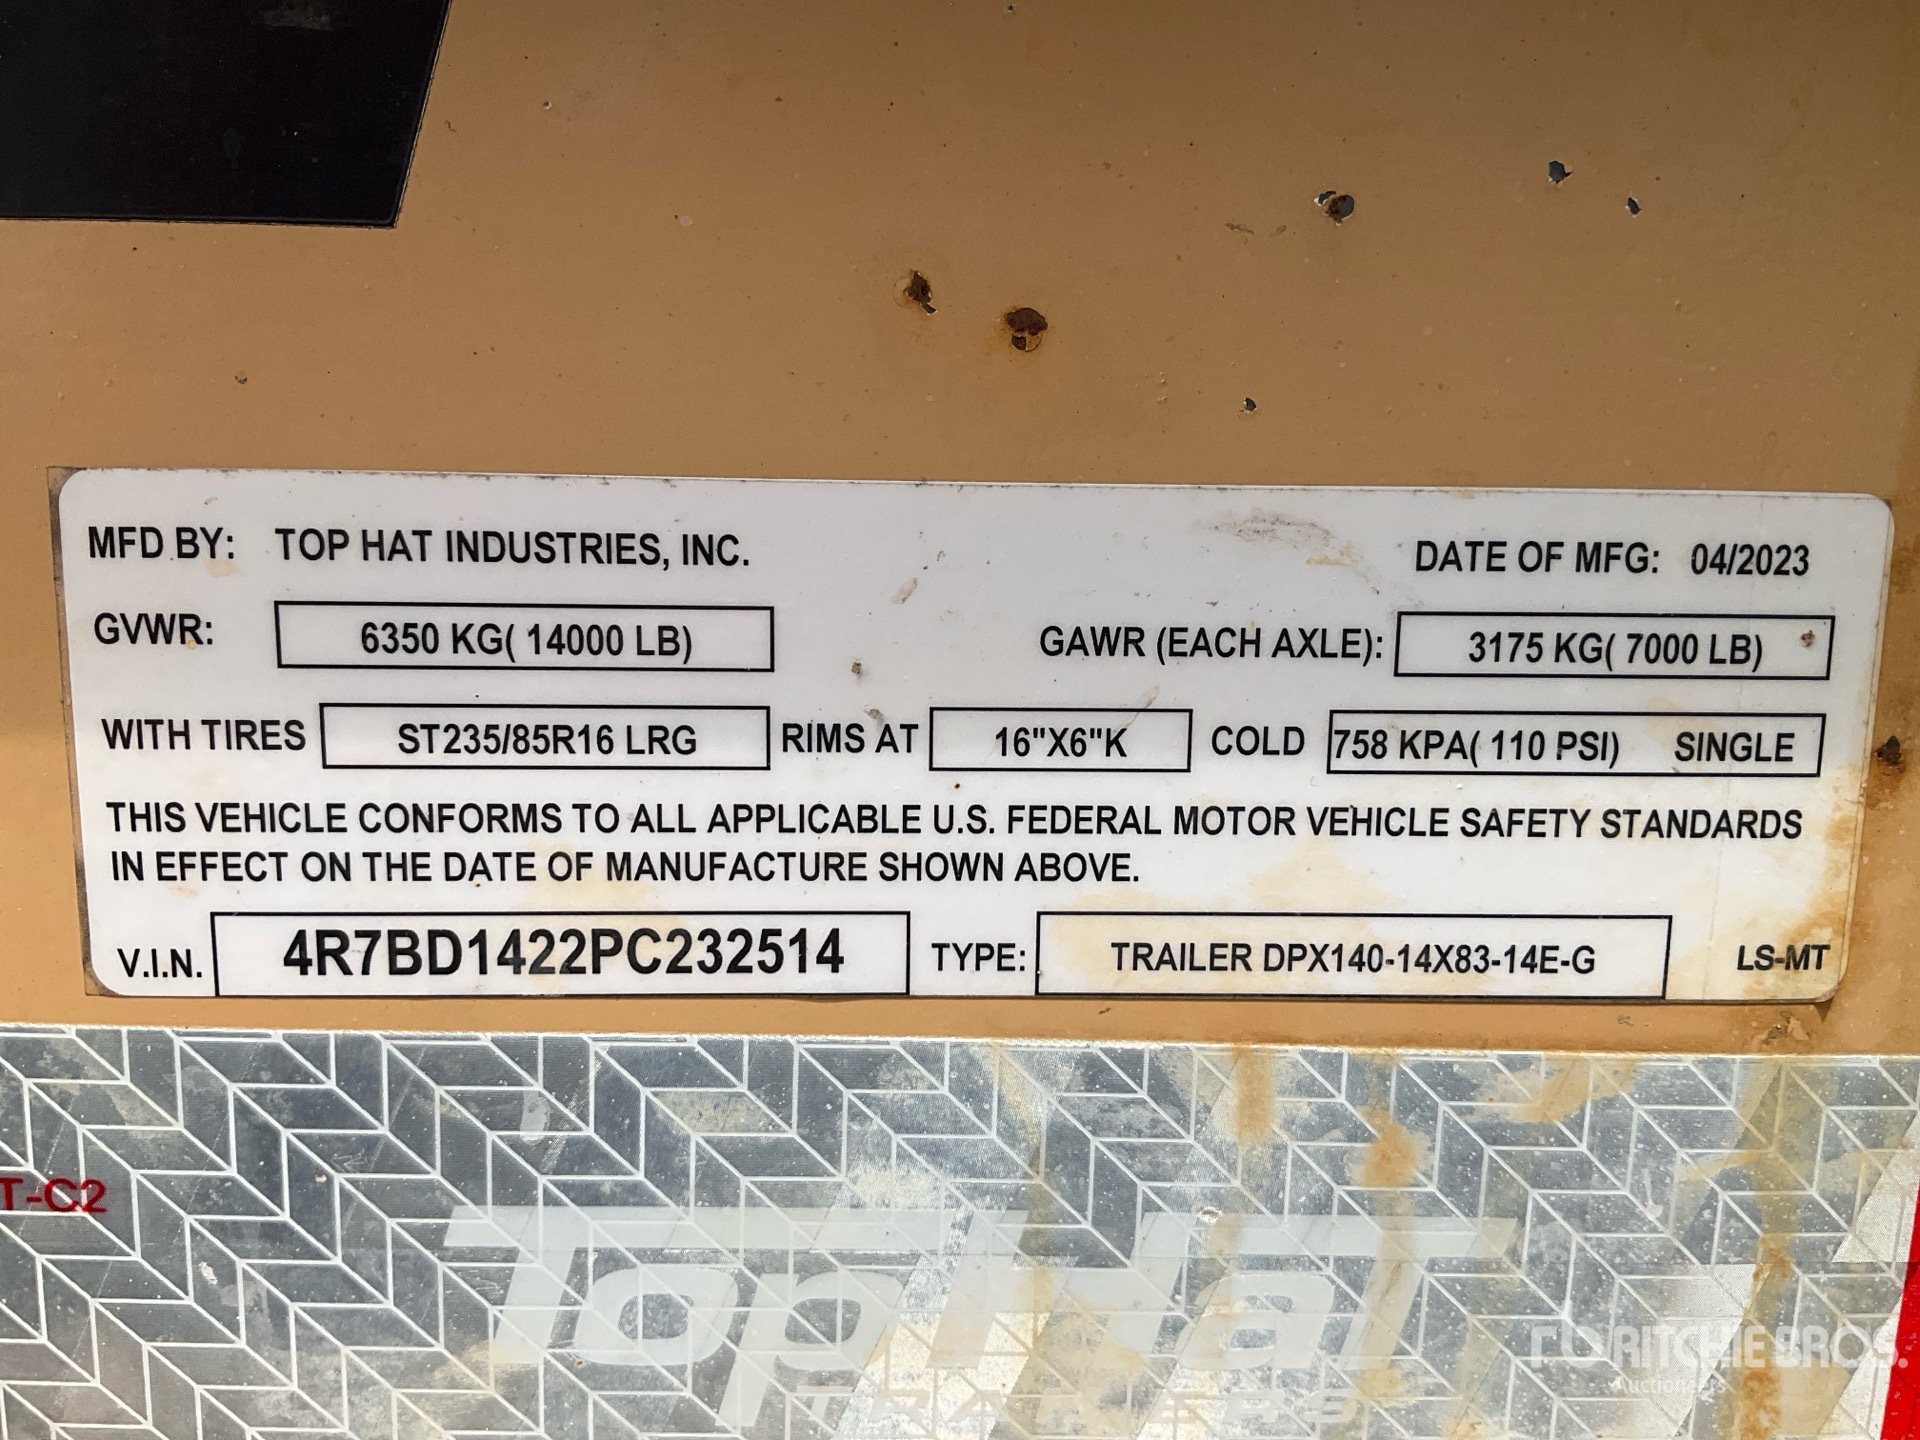 MFD BY: TOP HAT INDUSTRIES, INC. DATE OF MFG: 04/2023
GVWR: 6350 KG( 14000 LB) GAWR (EACH AXLE): 3175 KG( 7000 LB)
WITH TIRES ST235/85R16 LRG RIMS AT 16"X6"K COLD 758 KPA( 110 PSI) SINGLE
THIS VEHICLE CONFORMS TO ALL APPLICABLE U.S. FEDERAL MOTOR VEHICLE SAFETY STANDARDS
IN EFFECT ON THE DATE OF MANUFACTURE SHOWN ABOVE.
V.I.N. 4R7BD1422PC232514 TYPE: TRAILER DPX140-14X83-14E-G LS-MT
T-C2
Top Hat
TRAILERS
RITCHIE BROS.
Auctioneers